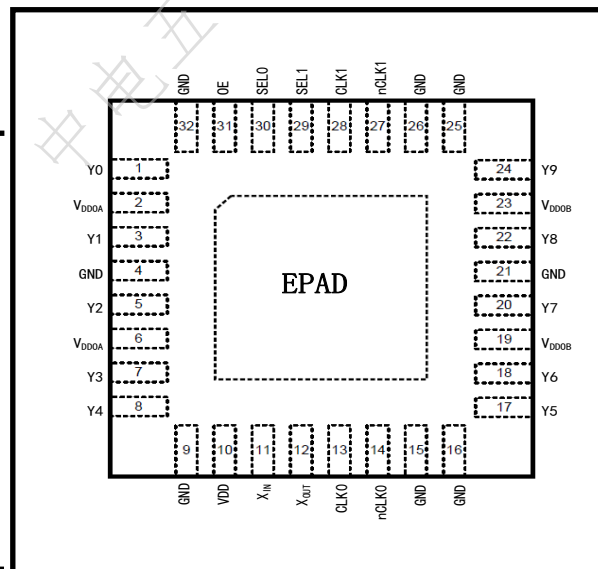 中电五
GND OE SEL0 SEL1 CLK1 nCLK1 GND GND
32 31 30 29 28 27 26 25
Y0 1 24 Y9
VDDOA 2 23 VDDOB
Y1 3 22 Y8
GND 4 21 GND
EPAD
Y2 5 20 Y7
VDDOA 6 19 VDDOB
Y3 7 18 Y6
Y4 8 17 Y5
9 10 11 12 13 14 15 16
GND VDD XIN XOUT CLK0 nCLK0 GND GND